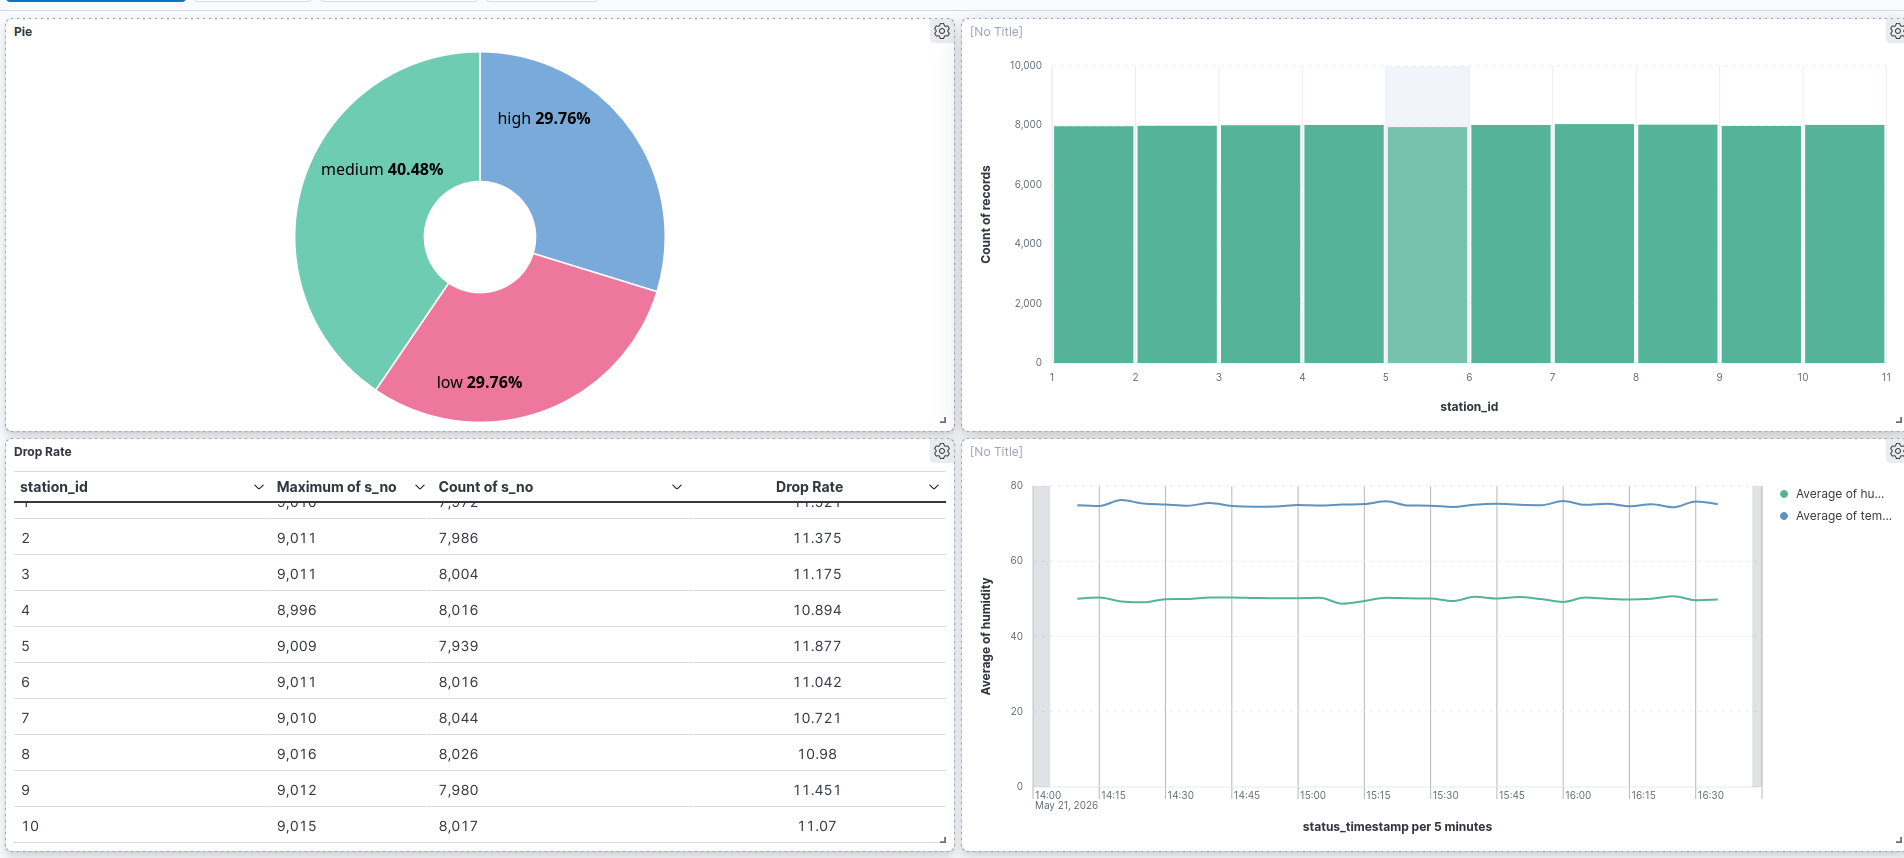 Pie
high 29.76%
medium 40.48%
low 29.76%
[No Title]
10,000
8,000
6,000
4,000
2,000
0
Count of records
1 2 3 4 5 6 7 8 9 10 11
station_id
Drop Rate
station_id Maximum of s_no Count of s_no Drop Rate
2 9,011 7,986 11.375
3 9,011 8,004 11.175
4 8,996 8,016 10.894
5 9,009 7,939 11.877
6 9,011 8,016 11.042
7 9,010 8,044 10.721
8 9,016 8,026 10.98
9 9,012 7,980 11.451
10 9,015 8,017 11.07
[No Title]
80
60
40
20
0
Average of humidity
Average of hu...
Average of tem...
14:00 14:15 14:30 14:45 15:00 15:15 15:30 15:45 16:00 16:15 16:30
May 21, 2026
status_timestamp per 5 minutes